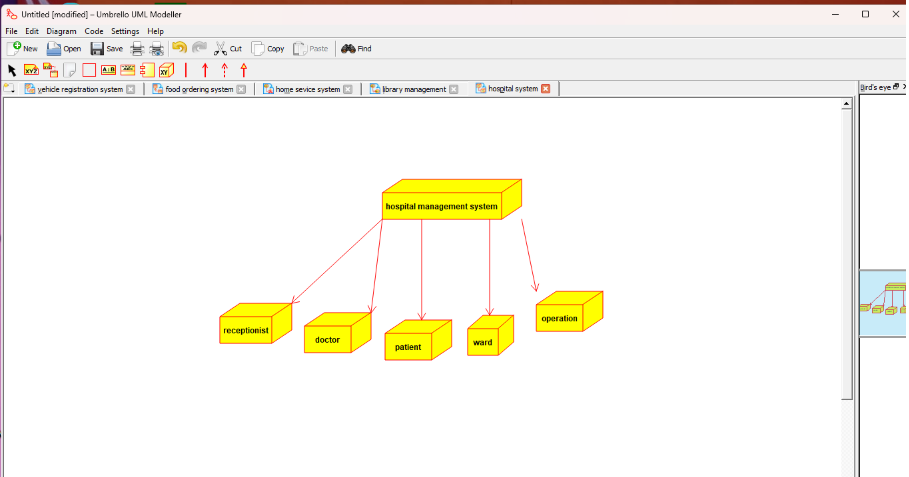 Untitled [modified] – Umbrello UML Modeller
File Edit Diagram Code Settings Help
New Open Save Cut Copy Paste Find
XYZ A B XY
vehicle registration system food ordering system home sevice system library management hospital system Bird's eye
hospital management system
receptionist doctor patient ward operation